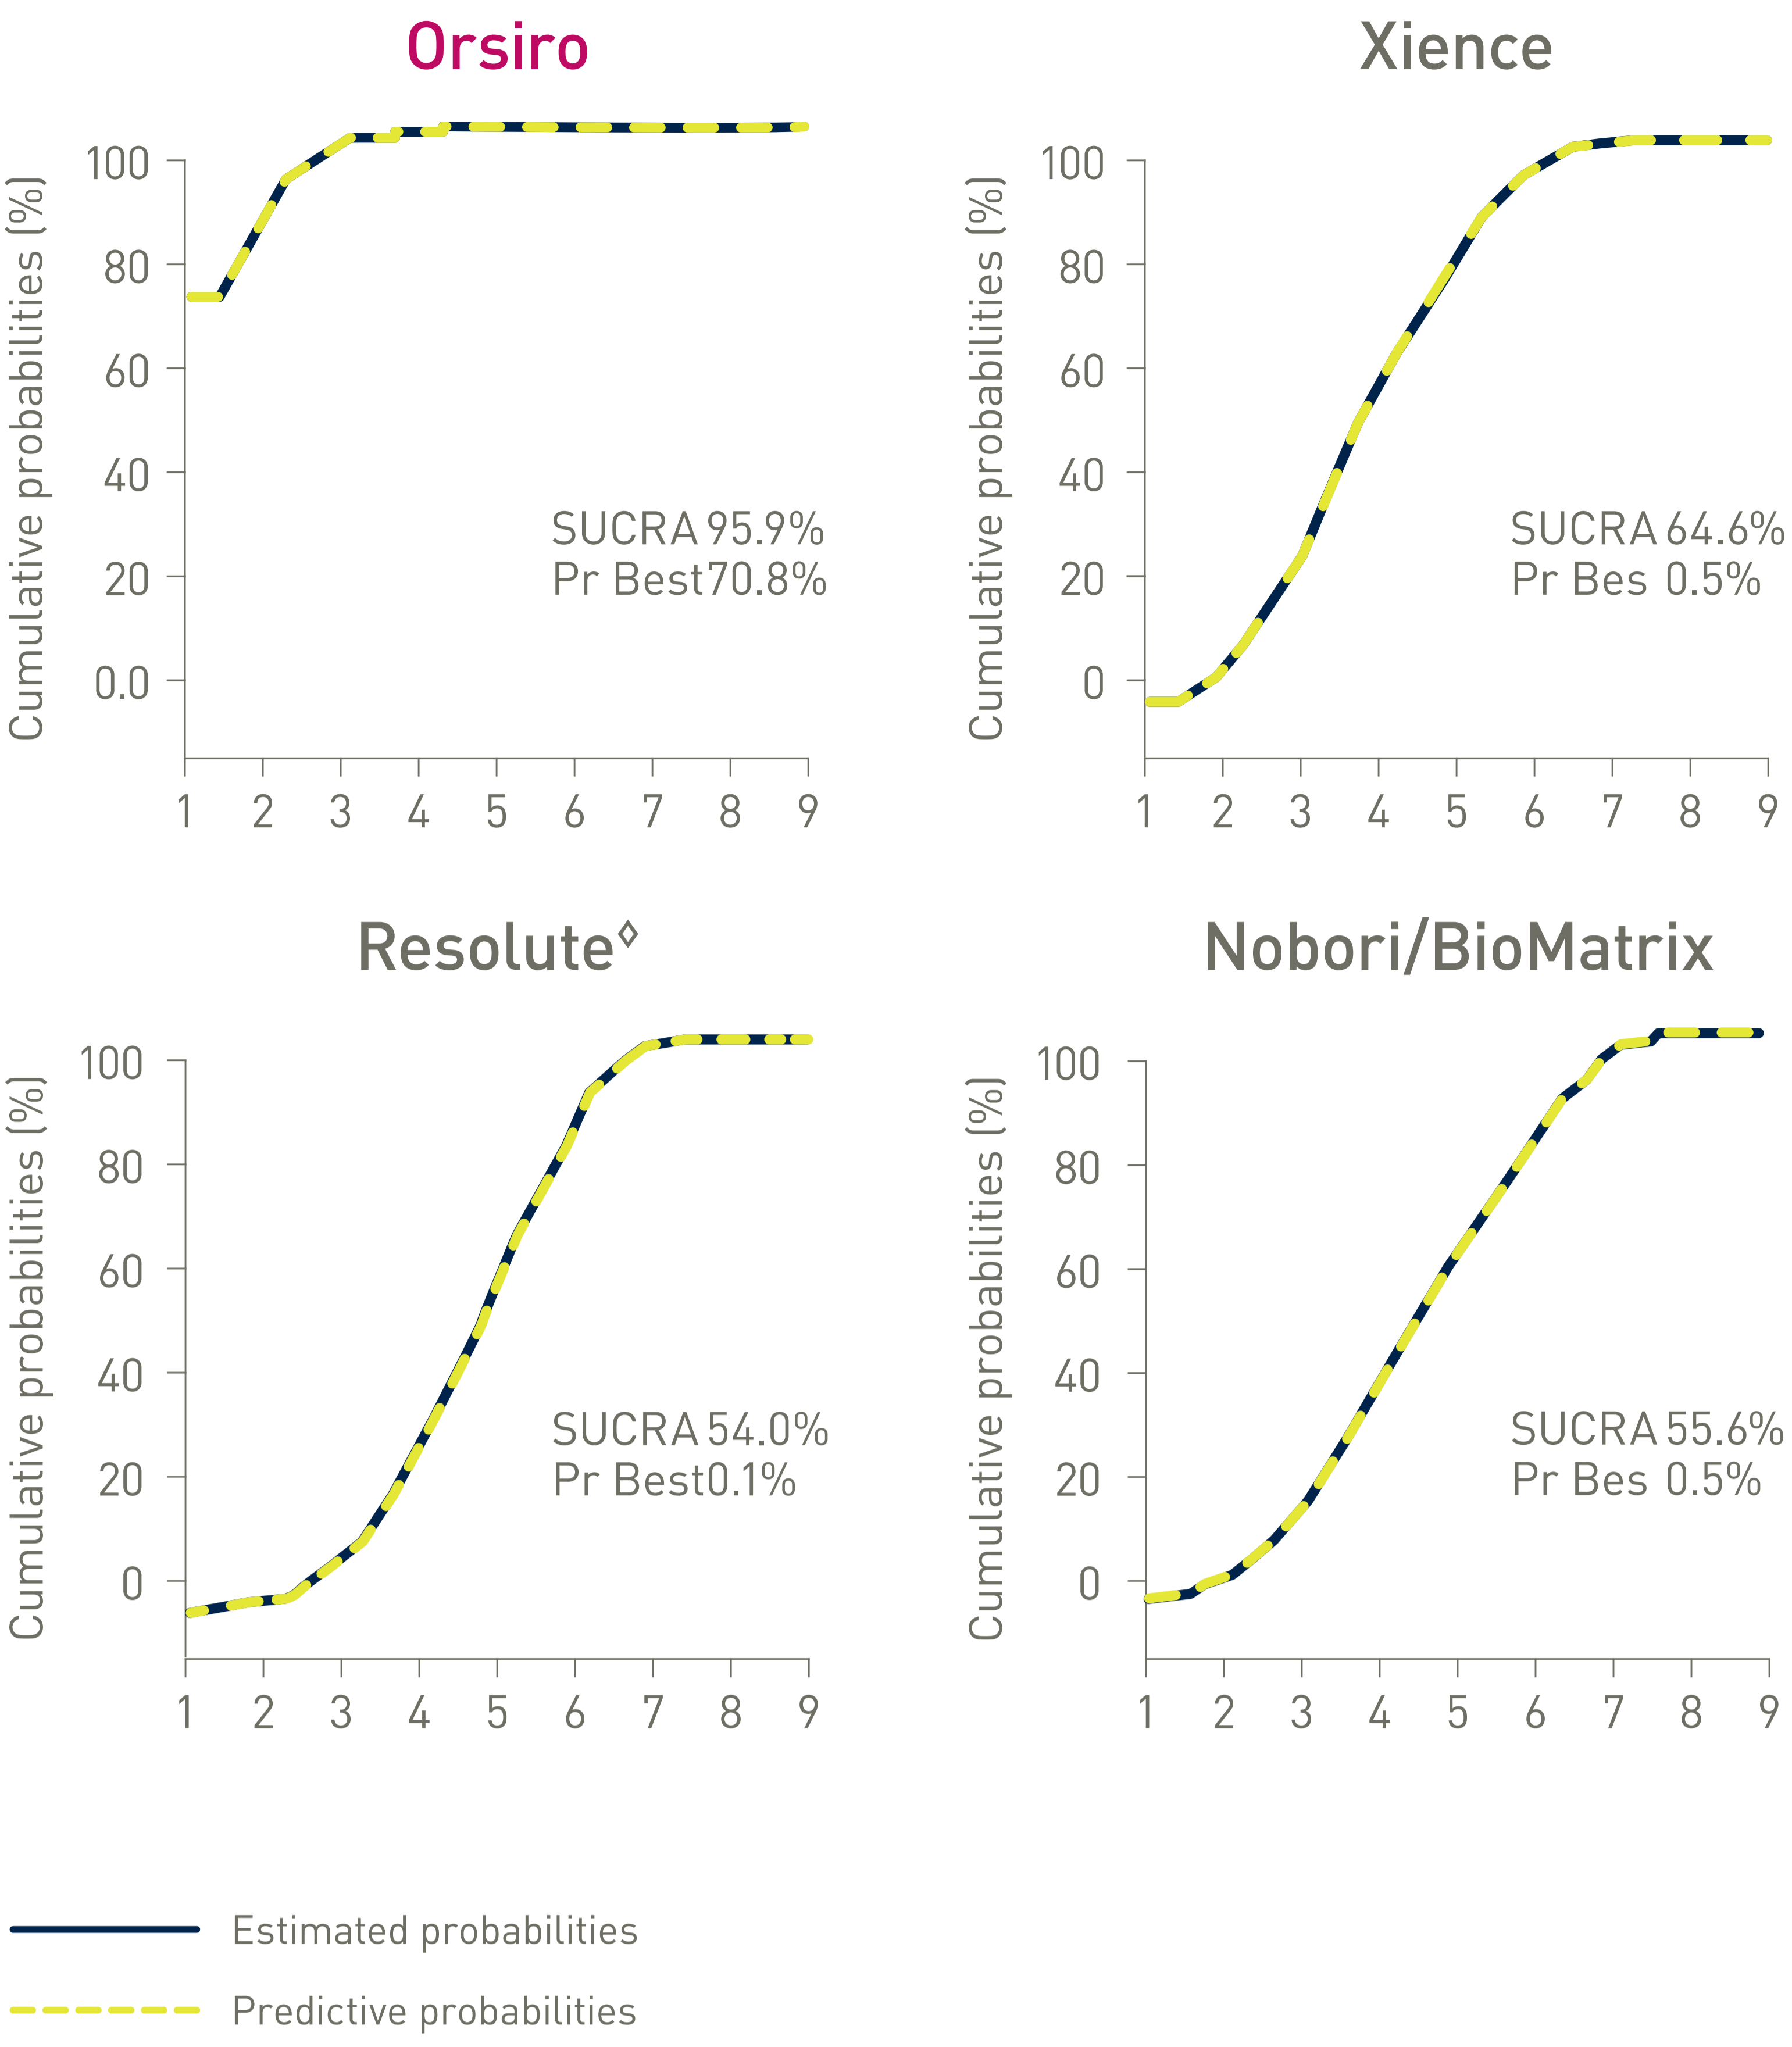 Orsiro
Cumulative probabilities (%)
100
80
60
40
20
0.0
SUCRA 95.9%
Pr Best 70.8%
1 2 3 4 5 6 7 8 9
Xience
Cumulative probabilities (%)
100
80
60
40
20
0
SUCRA 64.6%
Pr Bes 0.5%
1 2 3 4 5 6 7 8 9
Resolute◊
Cumulative probabilities (%)
100
80
60
40
20
0
SUCRA 54.0%
Pr Best 0.1%
1 2 3 4 5 6 7 8 9
Nobori/BioMatrix
Cumulative probabilities (%)
100
80
60
40
20
0
SUCRA 55.6%
Pr Bes 0.5%
1 2 3 4 5 6 7 8 9
Estimated probabilities
Predictive probabilities